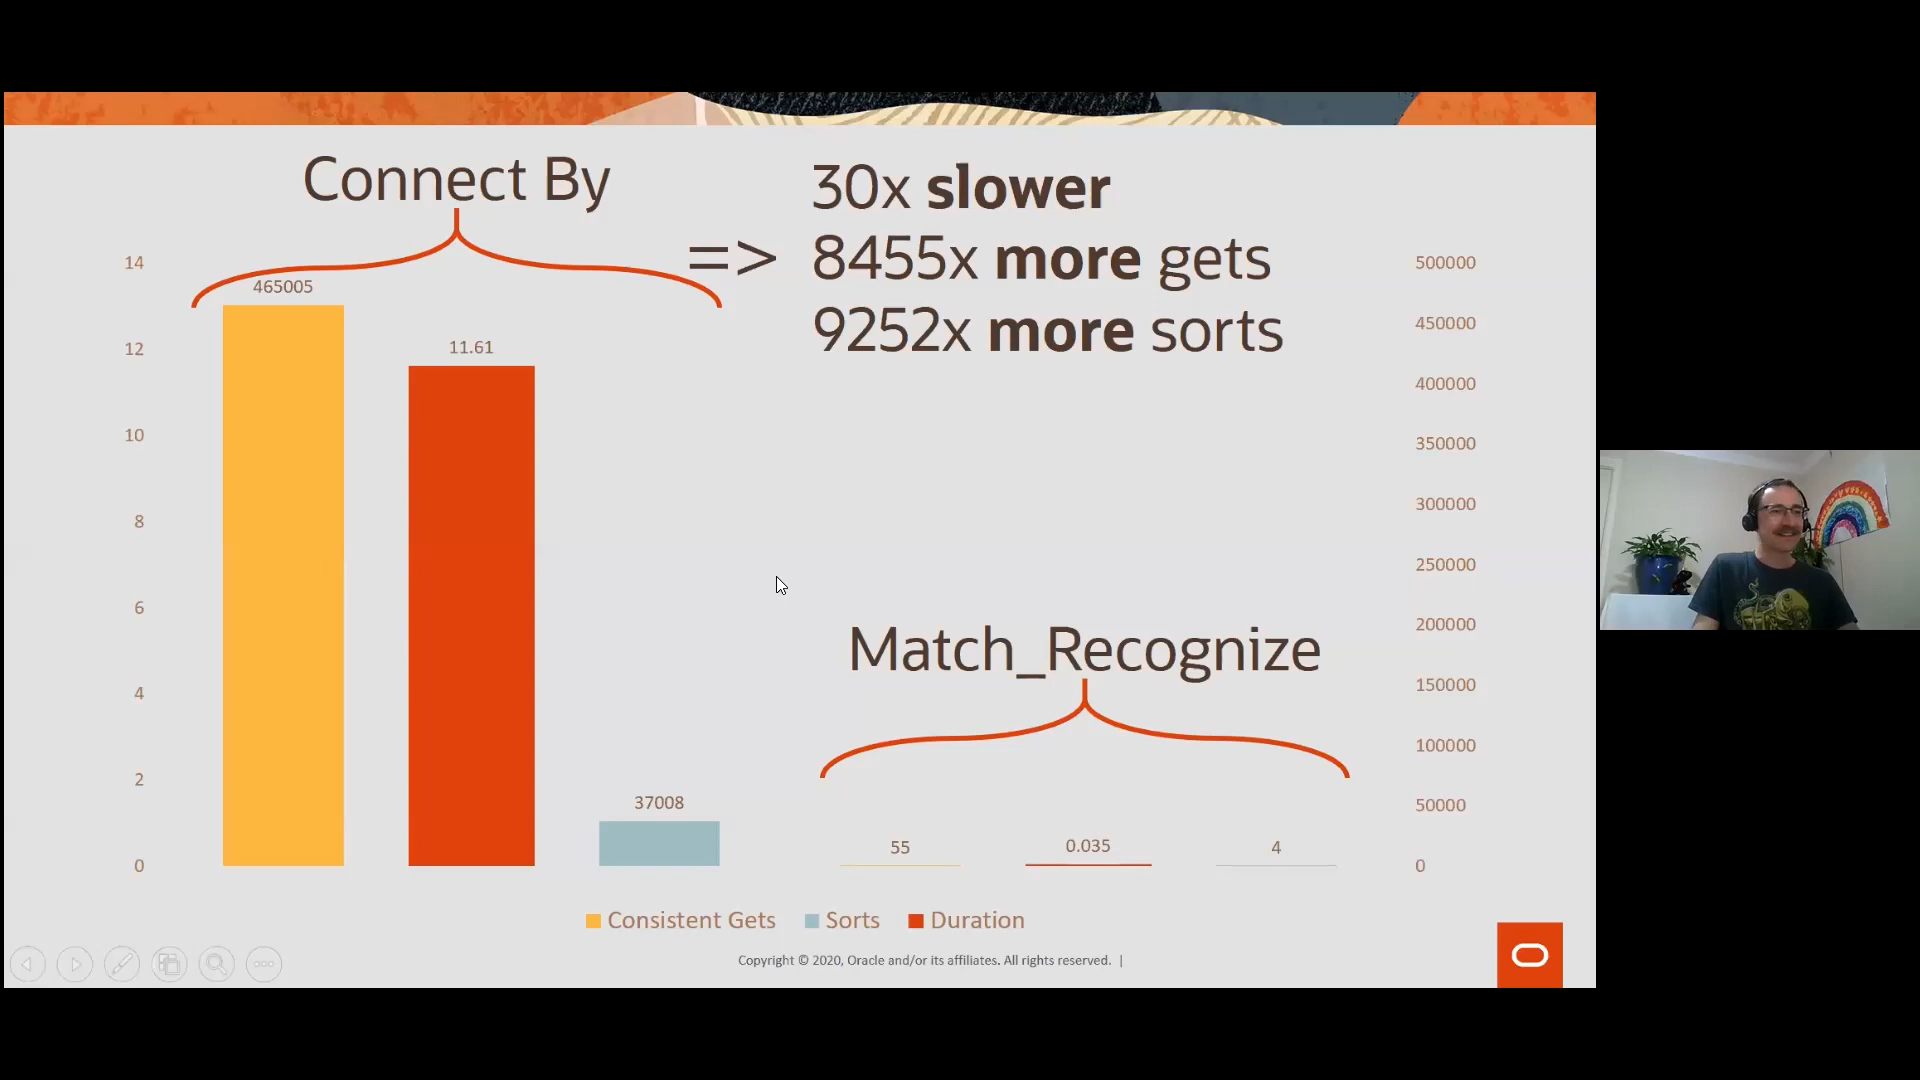 Connect By
=>
30x slower
8455x more gets
9252x more sorts
14
12
10
8
6
4
2
0
465005
11.61
37008
Match_Recognize
55
0.035
4
500000
450000
400000
350000
300000
250000
200000
150000
100000
50000
0
Consistent Gets
Sorts
Duration
Copyright © 2020, Oracle and/or its affiliates. All rights reserved. |